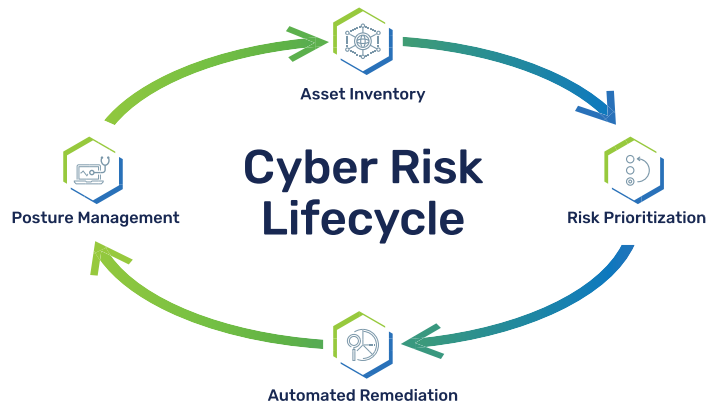 Asset Inventory
Cyber Risk
Lifecycle
Posture Management
Risk Prioritization
Automated Remediation